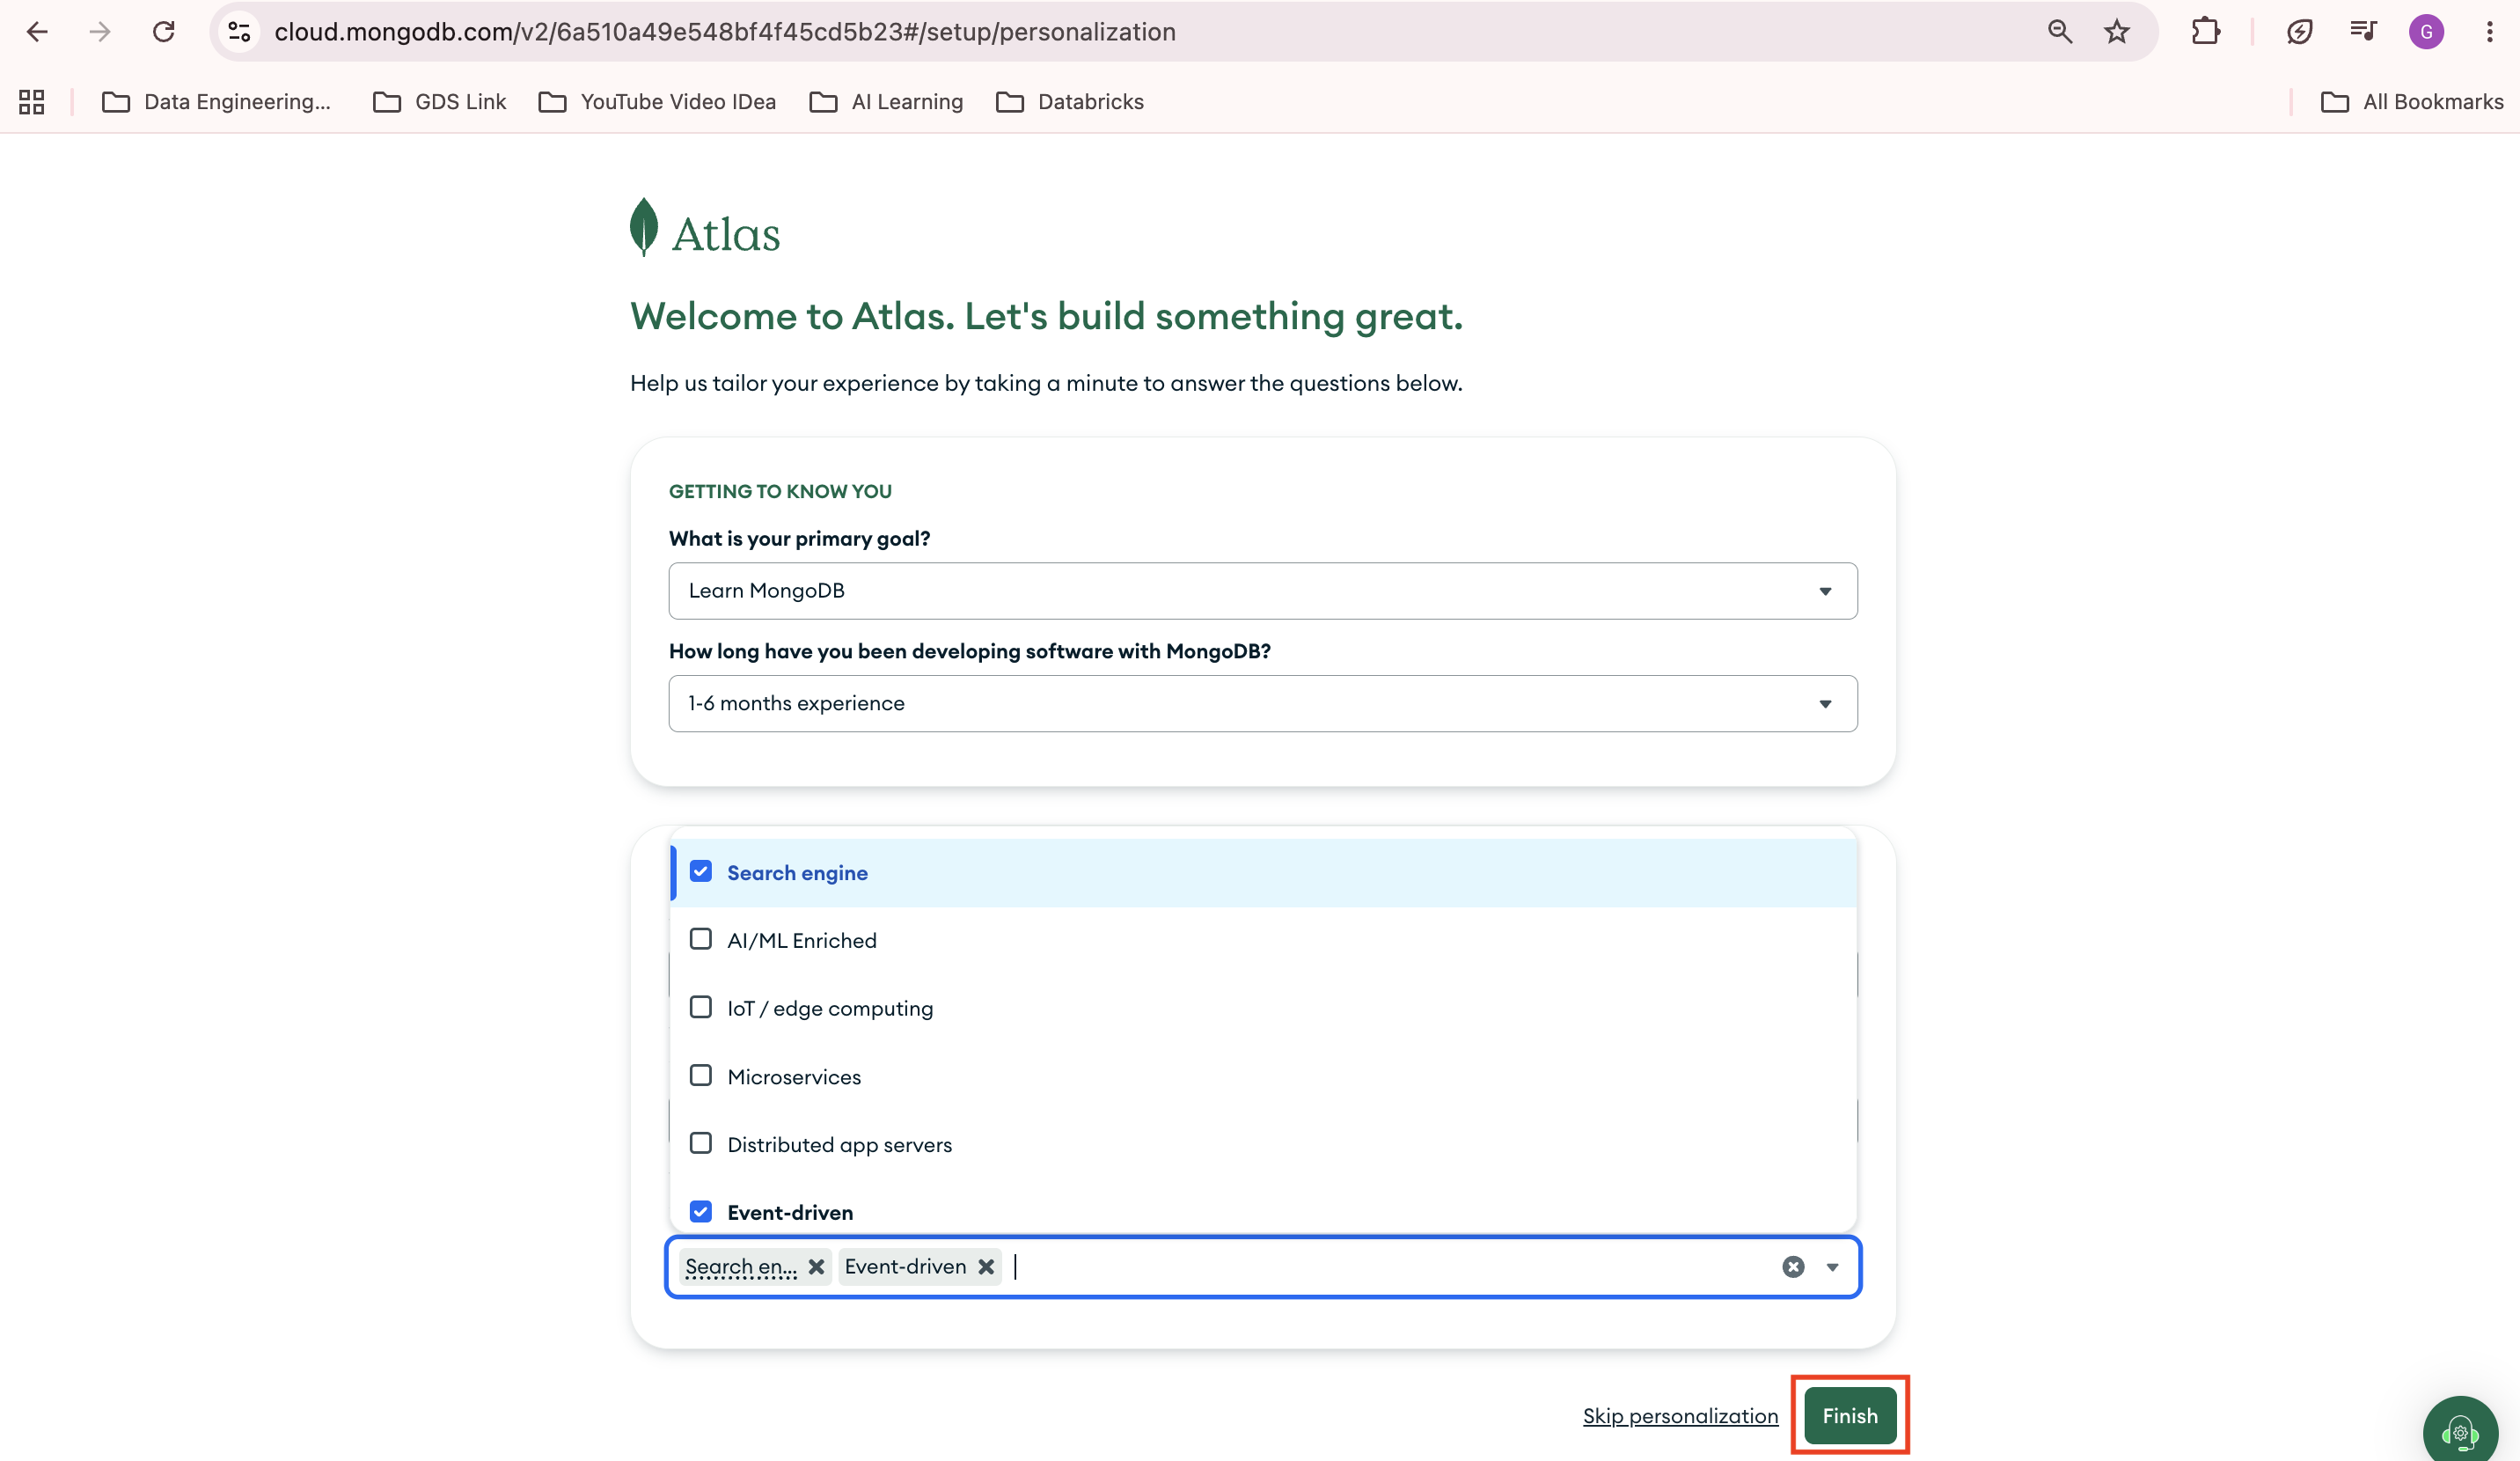 cloud.mongodb.com/v2/6a510a49e548bf4f45cd5b23#/setup/personalization
G
Data Engineering...
GDS Link
YouTube Video IDea
AI Learning
Databricks
All Bookmarks
Atlas
Welcome to Atlas. Let's build something great.
Help us tailor your experience by taking a minute to answer the questions below.
GETTING TO KNOW YOU
What is your primary goal?
Learn MongoDB
How long have you been developing software with MongoDB?
1-6 months experience
Search engine
AI/ML Enriched
IoT / edge computing
Microservices
Distributed app servers
Event-driven
Search en...
Event-driven
Skip personalization
Finish